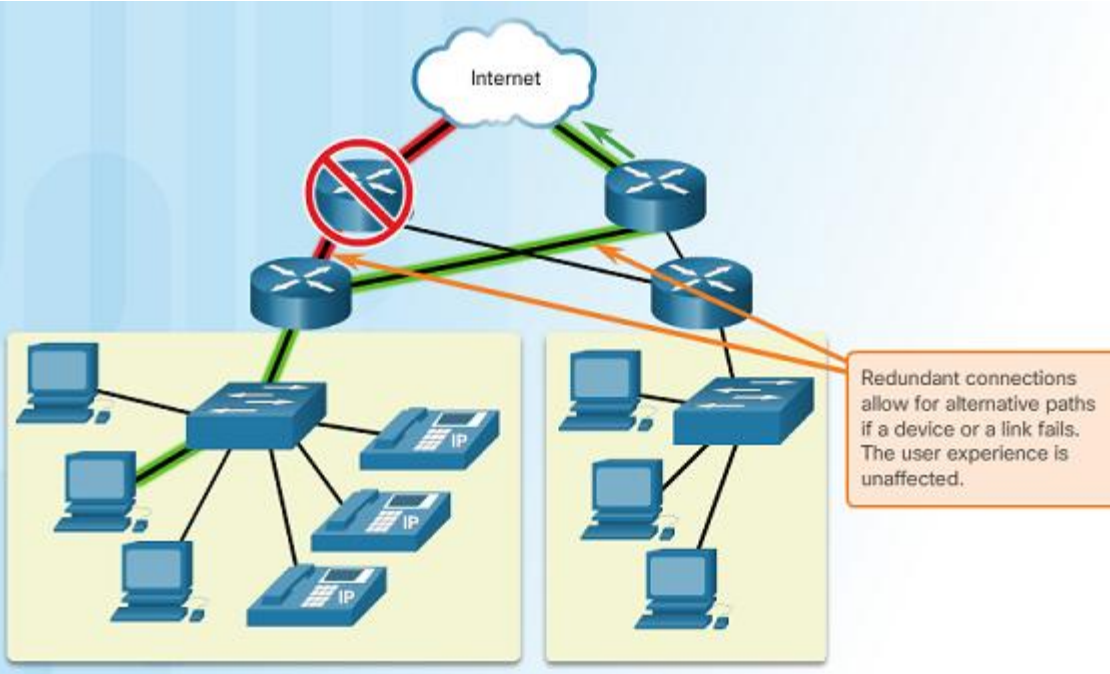 Internet
Redundant connections
allow for alternative paths
if a device or a link fails.
The user experience is
unaffected.
IP
IP
IP